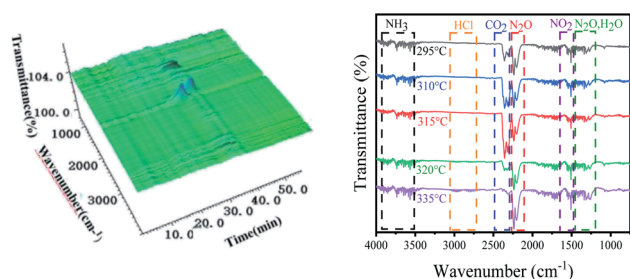 Transmittance(%)
104.0
100.0
1000
2000
3000
Wavenumber(cm-¹)
10.0
20.0
30.0
40.0
50.0
Time(min)
NH3
HCl
CO2
N2O
NO2
N2O,H2O
295°C
310°C
315°C
320°C
335°C
Transmittance (%)
4000
3500
3000
2500
2000
1500
1000
Wavenumber (cm⁻¹)